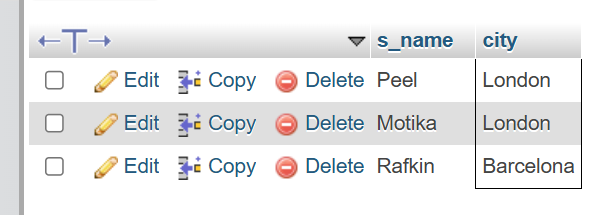 s_name city
Edit Copy Delete Peel London
Edit Copy Delete Motika London
Edit Copy Delete Rafkin Barcelona